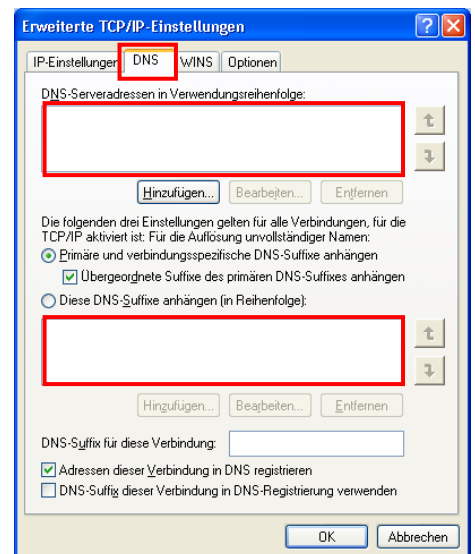 Erweiterte TCP/IP-Einstellungen
IP-Einstellungen DNS WINS Optionen
DNS-Serveradressen in Verwendungsreihenfolge:
Hinzufügen... Bearbeiten... Entfernen
Die folgenden drei Einstellungen gelten für alle Verbindungen, für die
TCP/IP aktiviert ist: Für die Auflösung unvollständiger Namen:
Primäre und verbindungsspezifische DNS-Suffixe anhängen
Übergeordnete Suffixe des primären DNS-Suffixes anhängen
Diese DNS-Suffixe anhängen (in Reihenfolge):
Hinzufügen... Bearbeiten... Entfernen
DNS-Suffix für diese Verbindung:
Adressen dieser Verbindung in DNS registrieren
DNS-Suffix dieser Verbindung in DNS-Registrierung verwenden
OK Abbrechen